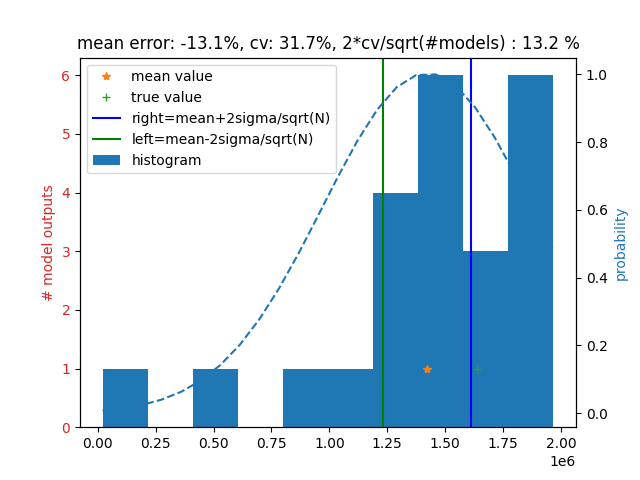 mean error: -13.1%, cv: 31.7%, 2*cv/sqrt(#models) : 13.2 %
mean value
true value
right=mean+2sigma/sqrt(N)
left=mean-2sigma/sqrt(N)
histogram
# model outputs
6
5
4
3
2
1
0
1.0
0.8
0.6
0.4
0.2
0.0
probability
0.00 0.25 0.50 0.75 1.00 1.25 1.50 1.75 2.00
1e6